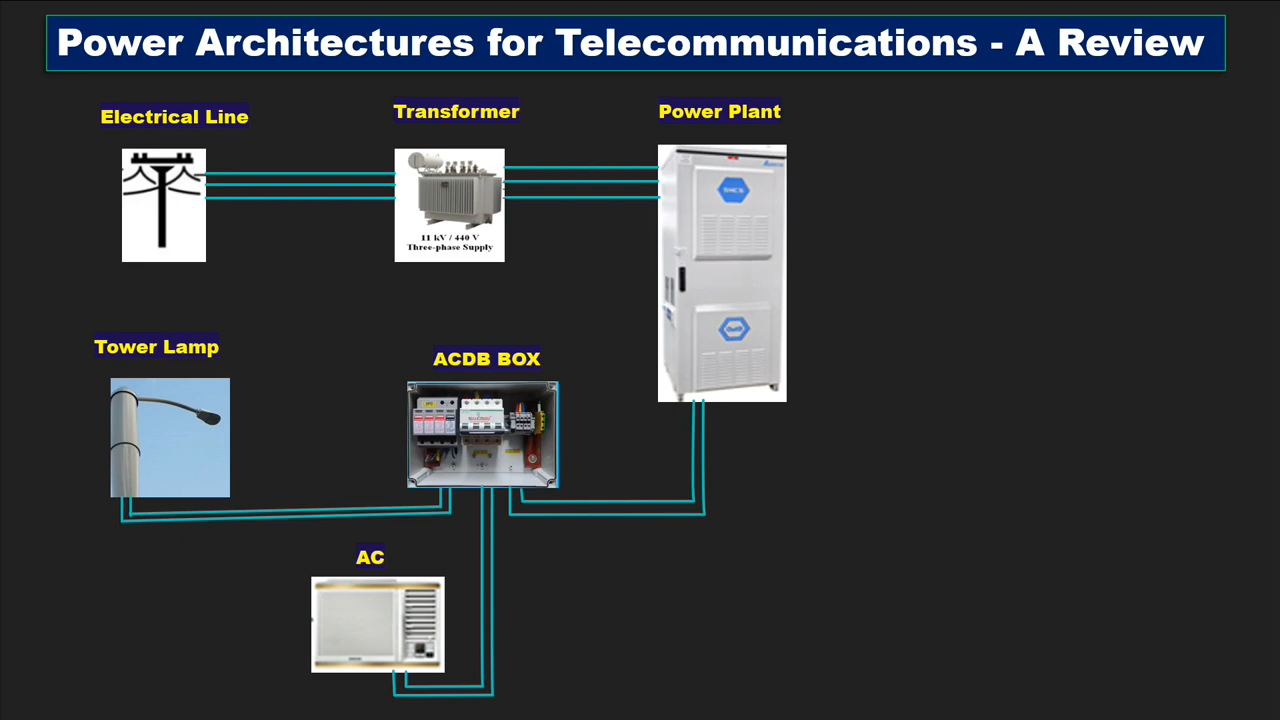 Power Architectures for Telecommunications - A Review
Electrical Line
Transformer
Power Plant
11 kV / 440 V
Three-phase Supply
Tower Lamp
ACDB BOX
AC